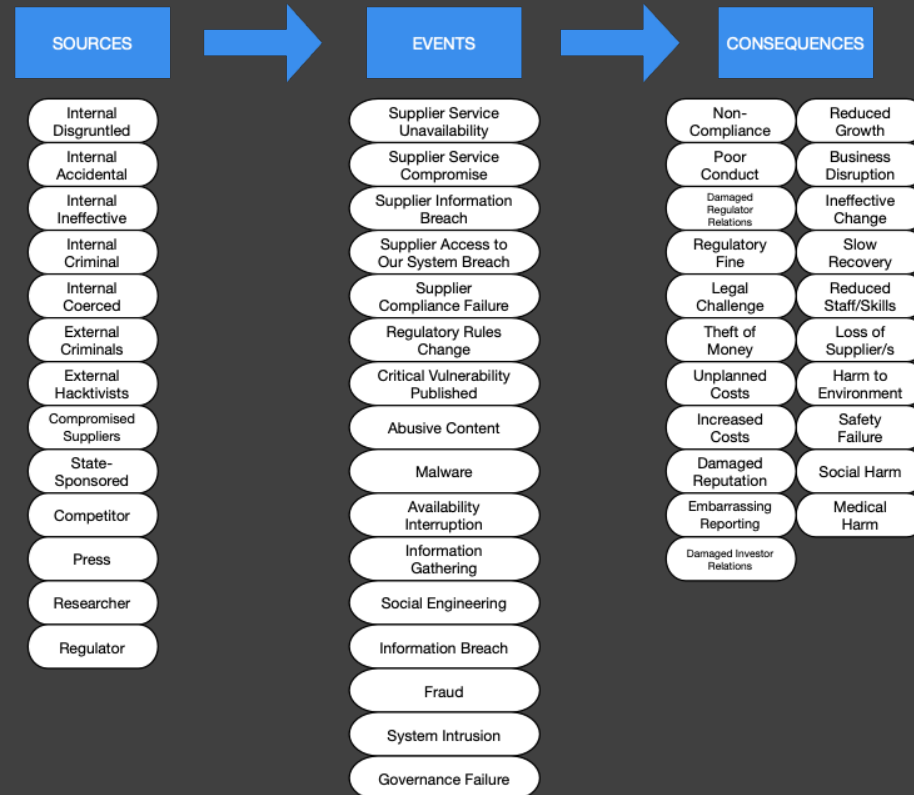 SOURCES
EVENTS
CONSEQUENCES
Internal
Disgruntled
Internal
Accidental
Internal
Ineffective
Internal
Criminal
Internal
Coerced
External
Criminals
External
Hacktivists
Compromised
Suppliers
State-
Sponsored
Competitor
Press
Researcher
Regulator
Supplier Service
Unavailability
Supplier Service
Compromise
Supplier Information
Breach
Supplier Access to
Our System Breach
Supplier
Compliance Failure
Regulatory Rules
Change
Critical Vulnerability
Published
Abusive Content
Malware
Availability
Interruption
Information
Gathering
Social Engineering
Information Breach
Fraud
System Intrusion
Governance Failure
Non-
Compliance
Poor
Conduct
Damaged
Regulator
Relations
Regulatory
Fine
Legal
Challenge
Theft of
Money
Unplanned
Costs
Increased
Costs
Damaged
Reputation
Embarrassing
Reporting
Damaged Investor
Relations
Reduced
Growth
Business
Disruption
Ineffective
Change
Slow
Recovery
Reduced
Staff/Skills
Loss of
Supplier/s
Harm to
Environment
Safety
Failure
Social Harm
Medical
Harm